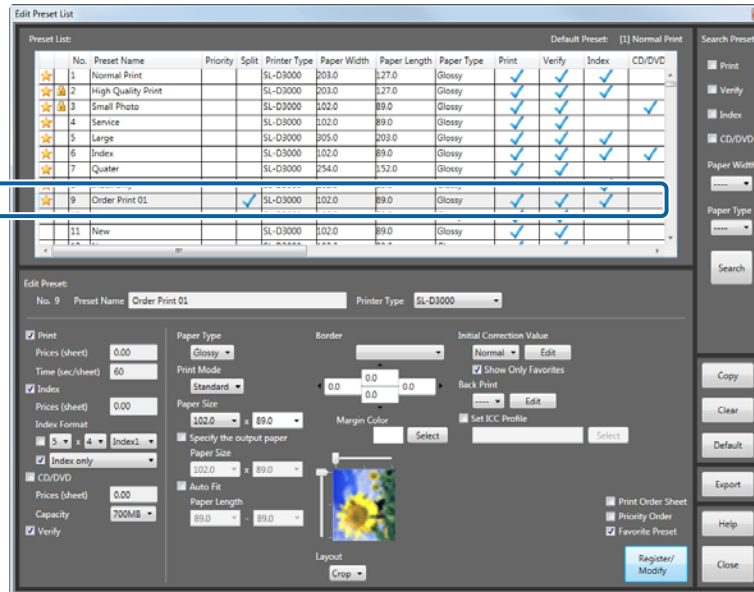 Edit Preset List
Preset List: Default Preset: [1] Normal Print
No. Preset Name Priority Split Printer Type Paper Width Paper Length Paper Type Print Verify Index CD/DVD
1 Normal Print SL-D3000 203.0 127.0 Glossy
2 High Quality Print SL-D3000 203.0 127.0 Glossy
3 Small Photo SL-D3000 102.0 89.0 Glossy
4 Service SL-D3000 102.0 89.0 Glossy
5 Large SL-D3000 305.0 203.0 Glossy
6 Index SL-D3000 102.0 89.0 Glossy
7 Quater SL-D3000 254.0 152.0 Glossy
9 Order Print 01 SL-D3000 102.0 89.0 Glossy
11 New SL-D3000 102.0 89.0 Glossy
Search Preset
Print
Verify
Index
CD/DVD
Paper Width
----
Paper Type
----
Search
Edit Preset:
No. 9 Preset Name Order Print 01 Printer Type SL-D3000
Print
Prices (sheet) 0.00
Time (sec/sheet) 60
Index
Prices (sheet) 0.00
Index Format
5 x 4 Index1
Index only
CD/DVD
Prices (sheet) 0.00
Capacity 700MB
Verify
Paper Type
Glossy
Print Mode
Standard
Paper Size
102.0 x 89.0
Specify the output paper
Paper Size
102.0 x 89.0
Auto Fit
Paper Length
89.0 - 89.0
Border
0.0
0.0 0.0
0.0
Margin Color
Select
Layout
Crop
Initial Correction Value
Normal Edit
Show Only Favorites
Back Print
---- Edit
Set ICC Profile
Select
Print Order Sheet
Priority Order
Favorite Preset
Register/
Modify
Copy
Clear
Default
Export
Help
Close